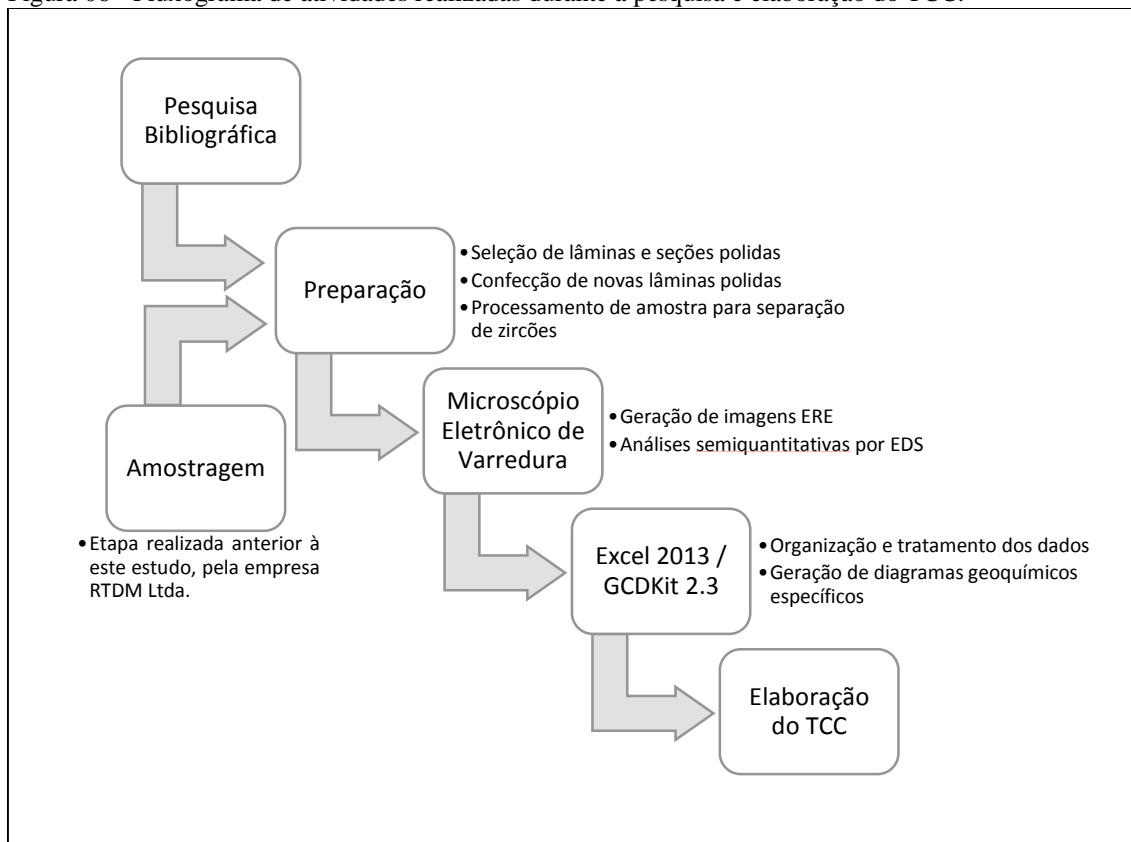 Figura 06 - Fluxograma de atividades realizadas durante a pesquisa e elaboração do TCC.
Pesquisa
Bibliográfica
Preparação
•Seleção de lâminas e seções polidas
•Confecção de novas lâminas polidas
•Processamento de amostra para separação
de zircões
Amostragem
•Etapa realizada anterior à
este estudo, pela empresa
RTDM Ltda.
Microscópio
Eletrônico de
Varredura
•Geração de imagens ERE
•Análises semiquantitativas por EDS
Excel 2013 /
GCDKit 2.3
•Organização e tratamento dos dados
•Geração de diagramas geoquímicos
específicos
Elaboração
do TCC